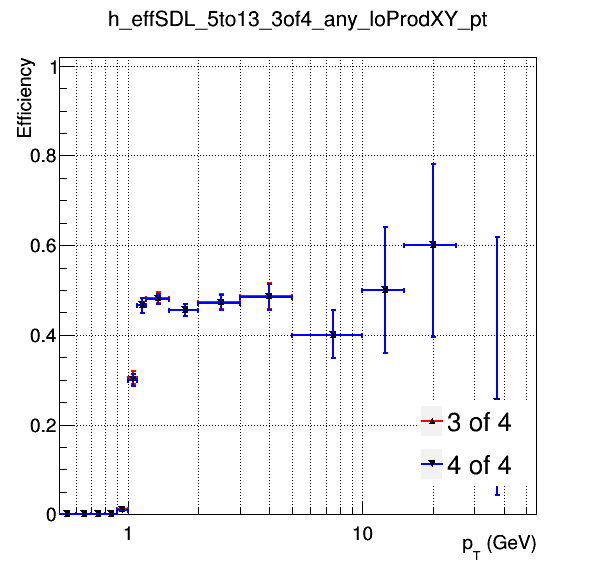 h_effSDL_5to13_3of4_any_loProdXY_pt
Efficiency
1
0.8
0.6
0.4
0.2
0
3 of 4
4 of 4
1
10
p_T (GeV)